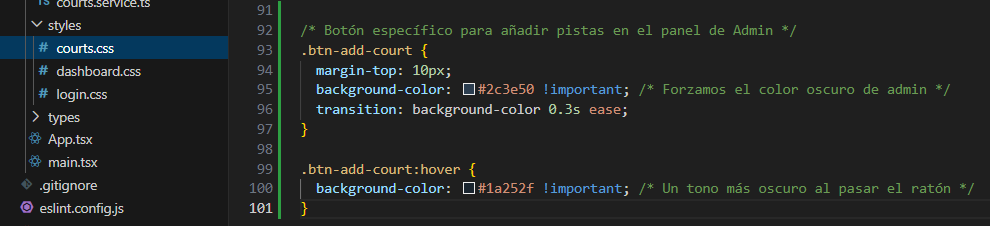 courts.service.ts
styles
# courts.css
# dashboard.css
# login.css
types
App.tsx
main.tsx
.gitignore
eslint.config.js
91
92 /* Botón específico para añadir pistas en el panel de Admin */
93 .btn-add-court {
94 margin-top: 10px;
95 background-color: #2c3e50 !important; /* Forzamos el color oscuro de admin */
96 transition: background-color 0.3s ease;
97 }
98
99 .btn-add-court:hover {
100 background-color: #1a252f !important; /* Un tono más oscuro al pasar el ratón */
101 }